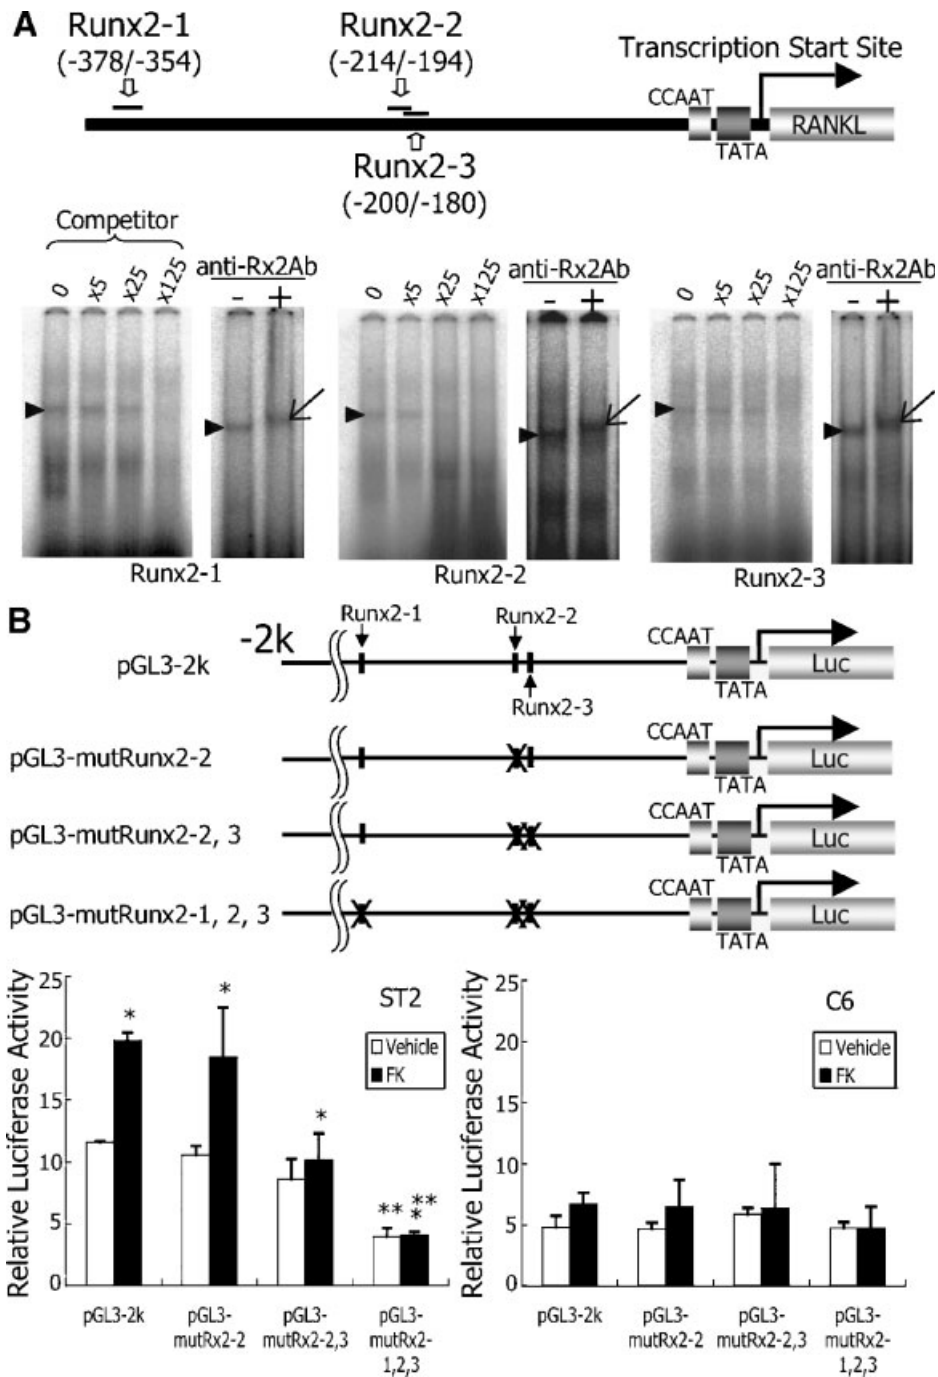 A
Runx2-1
(-378/-354)
Runx2-2
(-214/-194)
Transcription Start Site
CCAAT
TATA
RANKL
Runx2-3
(-200/-180)
Competitor
0 x5 x25 x125
anti-Rx2Ab
- +
0 x5 x25 x125
anti-Rx2Ab
- +
0 x5 x25 x125
anti-Rx2Ab
- +
Runx2-1
Runx2-2
Runx2-3
B
-2k
Runx2-1
Runx2-2
pGL3-2k
Runx2-3
CCAAT
TATA
Luc
pGL3-mutRunx2-2
CCAAT
TATA
Luc
pGL3-mutRunx2-2, 3
CCAAT
TATA
Luc
pGL3-mutRunx2-1, 2, 3
CCAAT
TATA
Luc
Relative Luciferase Activity
25
20
15
10
5
0
ST2
Vehicle
FK
*
*
*
**
**
*
pGL3-2k
pGL3-
mutRx2-2
pGL3-
mutRx2-2,3
pGL3-
mutRx2-
1,2,3
Relative Luciferase Activity
25
20
15
10
5
0
C6
Vehicle
FK
pGL3-2k
pGL3-
mutRx2-2
pGL3-
mutRx2-2,3
pGL3-
mutRx2-
1,2,3